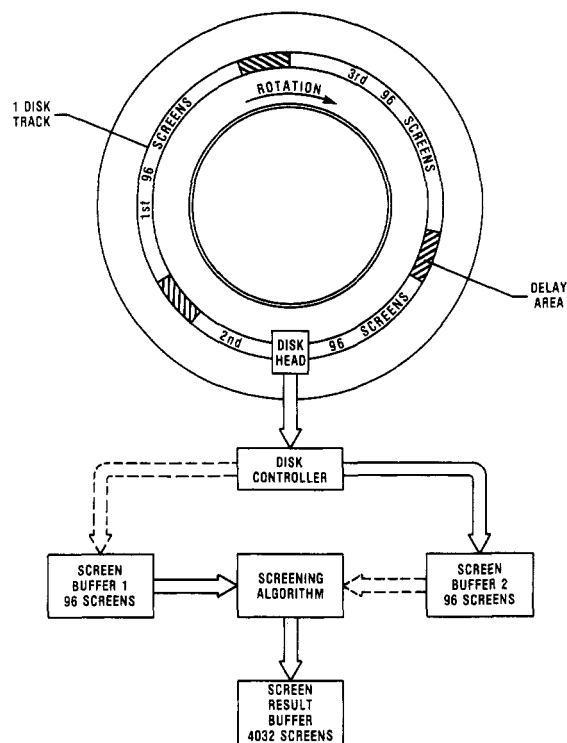 ROTATION
3rd 96 SCREENS
1 DISK
TRACK
1st 96 SCREENS
DELAY
AREA
2nd 96 SCREENS
DISK
HEAD
DISK
CONTROLLER
SCREEN
BUFFER 1
96 SCREENS
SCREENING
ALGORITHM
SCREEN
BUFFER 2
96 SCREENS
SCREEN
RESULT
BUFFER
4032 SCREENS